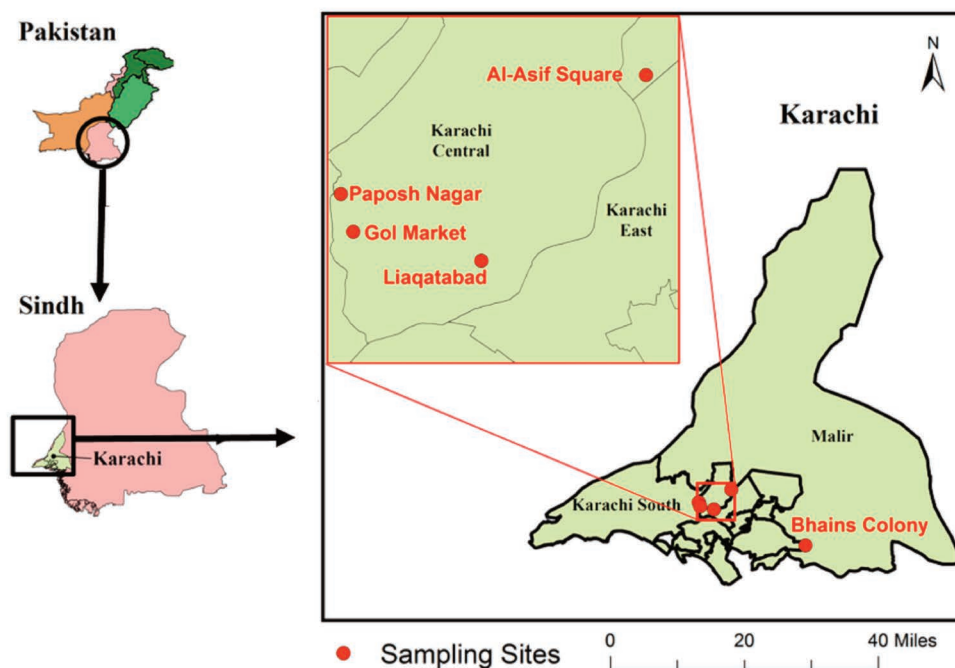 Pakistan
Sindh
Karachi
N
Karachi
Al-Asif Square
Karachi
Central
Paposh Nagar
Gol Market
Liaqatabad
Karachi
East
Malir
Karachi South
Bhains Colony
Sampling Sites
0 20 40 Miles